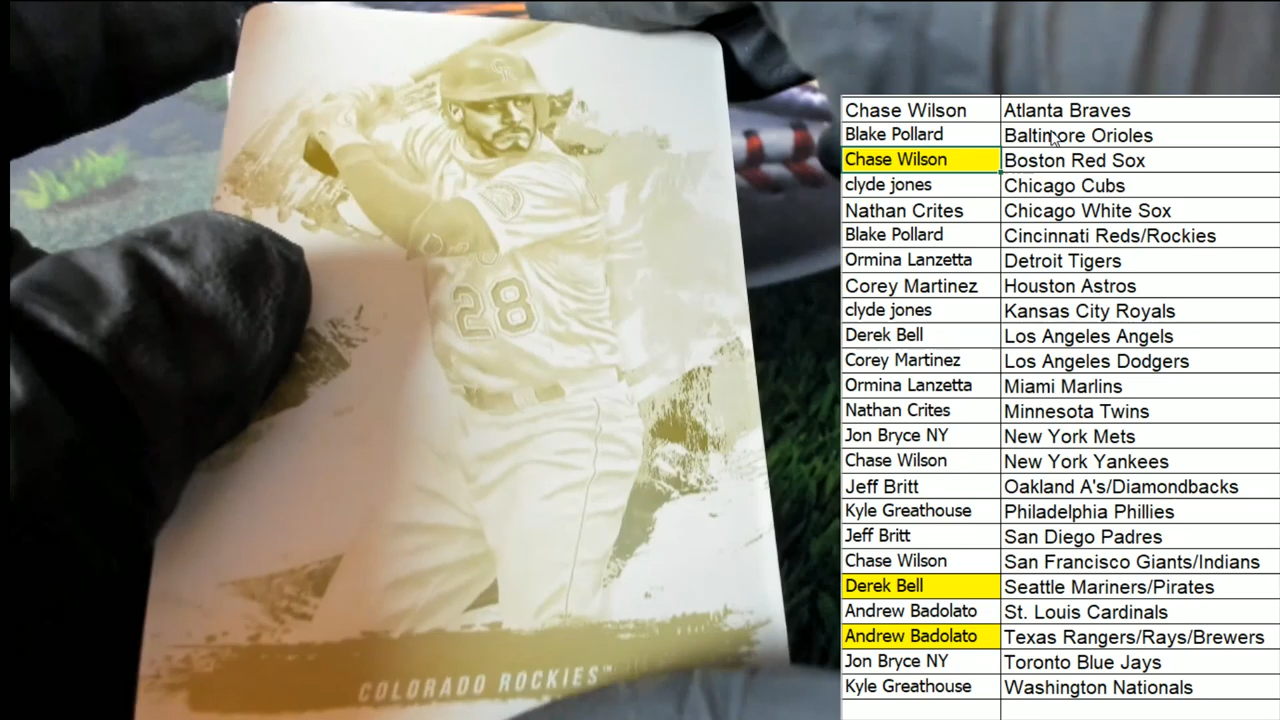 28
COLORADO ROCKIES™
Chase Wilson Atlanta Braves
Blake Pollard Baltimore Orioles
Chase Wilson Boston Red Sox
clyde jones Chicago Cubs
Nathan Crites Chicago White Sox
Blake Pollard Cincinnati Reds/Rockies
Ormina Lanzetta Detroit Tigers
Corey Martinez Houston Astros
clyde jones Kansas City Royals
Derek Bell Los Angeles Angels
Corey Martinez Los Angeles Dodgers
Ormina Lanzetta Miami Marlins
Nathan Crites Minnesota Twins
Jon Bryce NY New York Mets
Chase Wilson New York Yankees
Jeff Britt Oakland A's/Diamondbacks
Kyle Greathouse Philadelphia Phillies
Jeff Britt San Diego Padres
Chase Wilson San Francisco Giants/Indians
Derek Bell Seattle Mariners/Pirates
Andrew Badolato St. Louis Cardinals
Andrew Badolato Texas Rangers/Rays/Brewers
Jon Bryce NY Toronto Blue Jays
Kyle Greathouse Washington Nationals